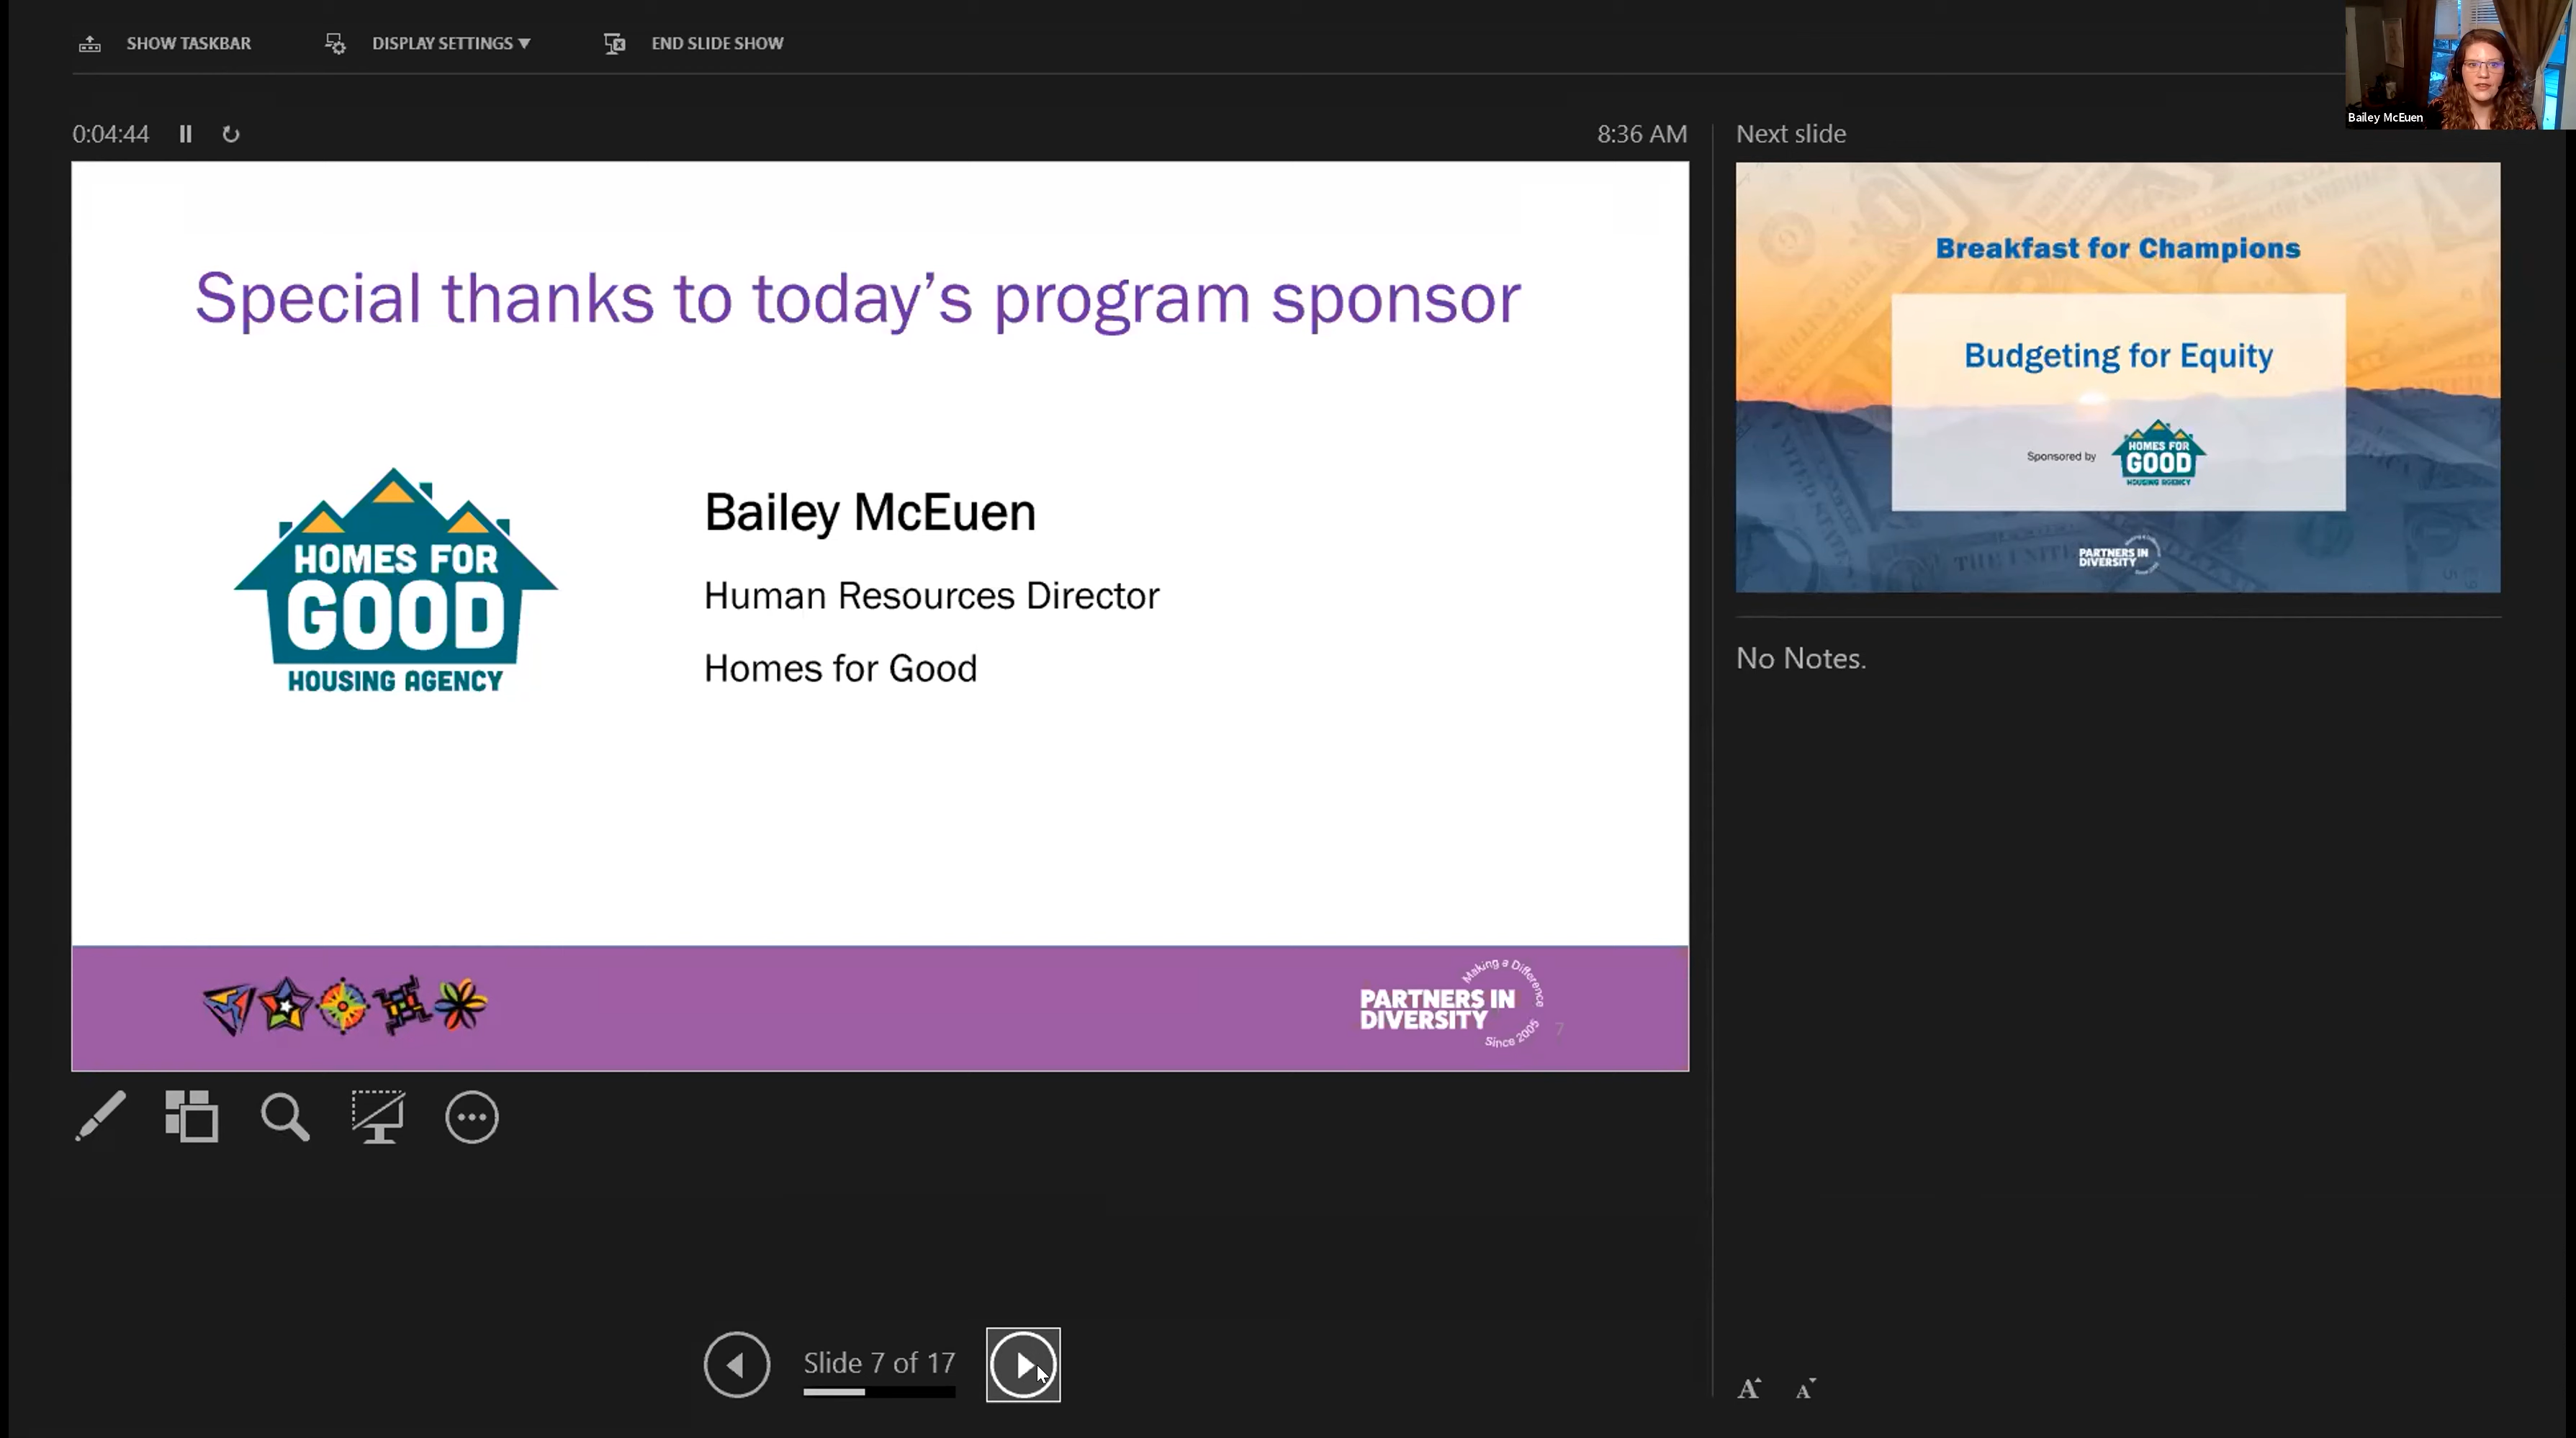 SHOW TASKBAR
DISPLAY SETTINGS ▼
END SLIDE SHOW
Bailey McEuen
0:04:44
8:36 AM
Special thanks to today’s program sponsor
HOMES FOR
GOOD
HOUSING AGENCY
Bailey McEuen
Human Resources Director
Homes for Good
Making a Difference
PARTNERS IN
DIVERSITY
Since 2005
7
Next slide
Breakfast for Champions
Budgeting for Equity
Sponsored by
HOMES FOR
GOOD
HOUSING AGENCY
PARTNERS IN
DIVERSITY
No Notes.
Slide 7 of 17
A A